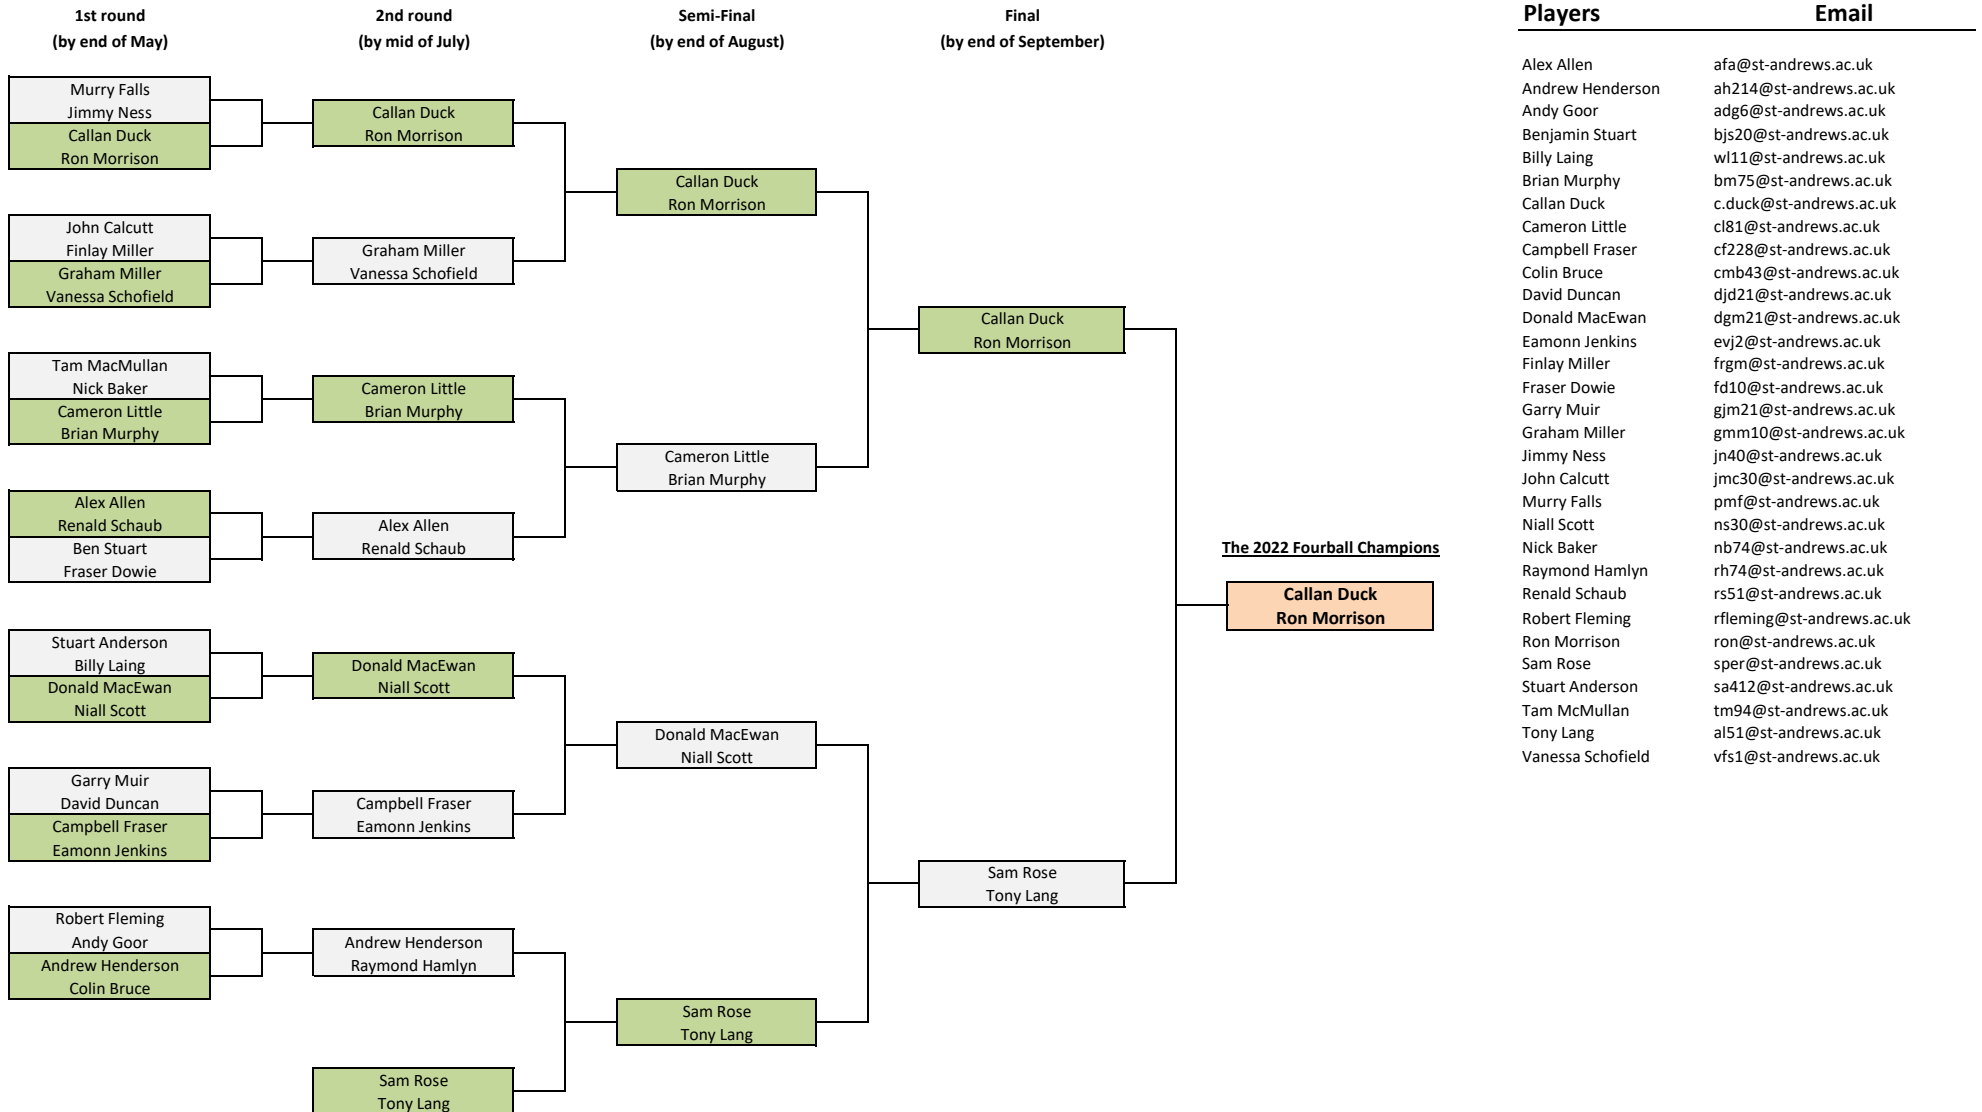 1st round
(by end of May)
2nd round
(by mid of July)
Semi-Final
(by end of August)
Final
(by end of September)
Murry Falls
Jimmy Ness
Callan Duck
Ron Morrison
John Calcutt
Finlay Miller
Graham Miller
Vanessa Schofield
Tam MacMullan
Nick Baker
Cameron Little
Brian Murphy
Alex Allen
Renald Schaub
Ben Stuart
Fraser Dowie
Stuart Anderson
Billy Laing
Donald MacEwan
Niall Scott
Garry Muir
David Duncan
Campbell Fraser
Eamonn Jenkins
Robert Fleming
Andy Goor
Andrew Henderson
Colin Bruce
Callan Duck
Ron Morrison
Graham Miller
Vanessa Schofield
Cameron Little
Brian Murphy
Alex Allen
Renald Schaub
Donald MacEwan
Niall Scott
Campbell Fraser
Eamonn Jenkins
Andrew Henderson
Raymond Hamlyn
Sam Rose
Tony Lang
Callan Duck
Ron Morrison
Cameron Little
Brian Murphy
Donald MacEwan
Niall Scott
Sam Rose
Tony Lang
Callan Duck
Ron Morrison
Sam Rose
Tony Lang
The 2022 Fourball Champions
Callan Duck
Ron Morrison
Players Email
Alex Allen afa@st-andrews.ac.uk
Andrew Henderson ah214@st-andrews.ac.uk
Andy Goor adg6@st-andrews.ac.uk
Benjamin Stuart bjs20@st-andrews.ac.uk
Billy Laing wl11@st-andrews.ac.uk
Brian Murphy bm75@st-andrews.ac.uk
Callan Duck c.duck@st-andrews.ac.uk
Cameron Little cl81@st-andrews.ac.uk
Campbell Fraser cf228@st-andrews.ac.uk
Colin Bruce cmb43@st-andrews.ac.uk
David Duncan djd21@st-andrews.ac.uk
Donald MacEwan dgm21@st-andrews.ac.uk
Eamonn Jenkins evj2@st-andrews.ac.uk
Finlay Miller frgm@st-andrews.ac.uk
Fraser Dowie fd10@st-andrews.ac.uk
Garry Muir gjm21@st-andrews.ac.uk
Graham Miller gmm10@st-andrews.ac.uk
Jimmy Ness jn40@st-andrews.ac.uk
John Calcutt jmc30@st-andrews.ac.uk
Murry Falls pmf@st-andrews.ac.uk
Niall Scott ns30@st-andrews.ac.uk
Nick Baker nb74@st-andrews.ac.uk
Raymond Hamlyn rh74@st-andrews.ac.uk
Renald Schaub rs51@st-andrews.ac.uk
Robert Fleming rfleming@st-andrews.ac.uk
Ron Morrison ron@st-andrews.ac.uk
Sam Rose sper@st-andrews.ac.uk
Stuart Anderson sa412@st-andrews.ac.uk
Tam McMullan tm94@st-andrews.ac.uk
Tony Lang al51@st-andrews.ac.uk
Vanessa Schofield vfs1@st-andrews.ac.uk